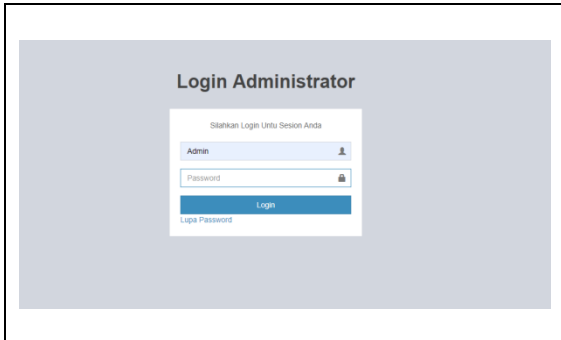 Login Administrator
Silahkan Login Untu Sesion Anda
Admin
Password
Login
Lupa Password